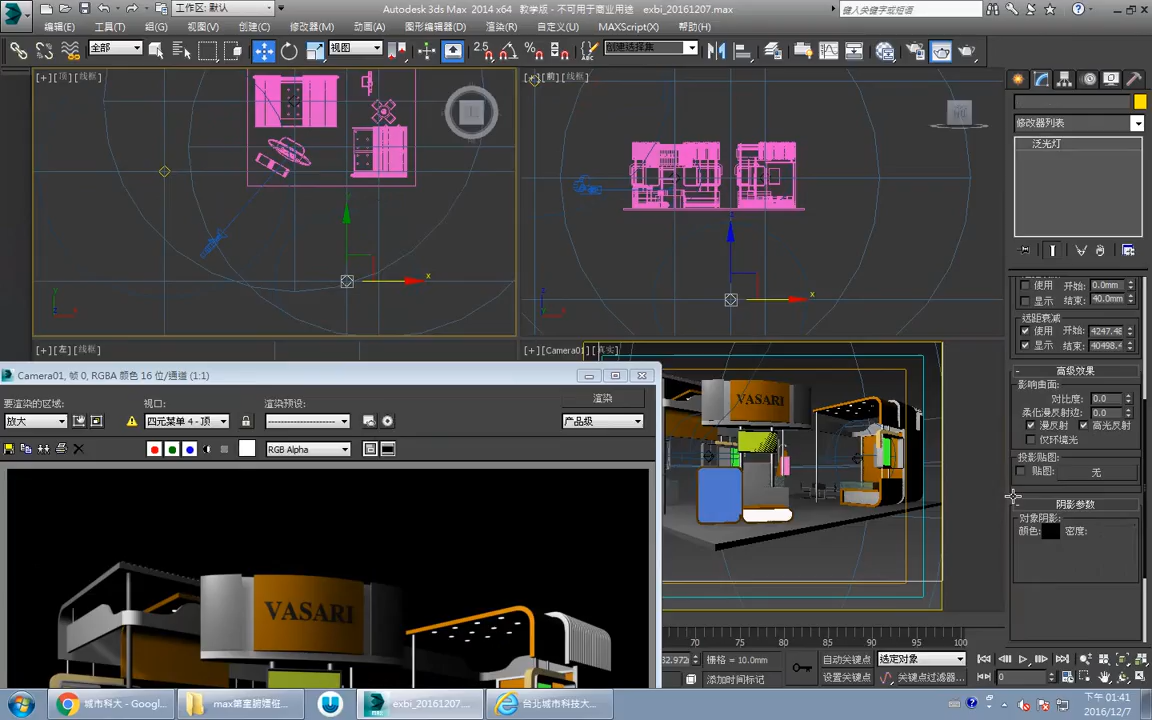 工作区: 默认
Autodesk 3ds Max 2014 x64 教学版 - 不可用于商业用途 exbi_20161207.max
键入关键字或短语
编辑(E) 工具(T) 组(G) 视图(V) 创建(C) 修改器(M) 动画(A) 图形编辑器(D) 渲染(R) 自定义(U) MAXScript(X) 帮助(H)
全部 视图 2.5 % 创建选择集
[+][顶][线框]
[+][前][线框]
x
x
修改器列表
泛光灯
使用 开始: 0.0mm
显示 结束: 40.0mm
远距衰减
使用 开始: 4247.48
显示 结束: 40498.4
高级效果
影响曲面:
对比度: 0.0
柔化漫反射边: 0.0
漫反射 高光反射
仅环境光
投影贴图:
贴图: 无
阴影参数
对象阴影:
颜色: 密度:
[+][左][线框]
[+][Camera01][真实]
VASARI
Camera01, 帧 0, RGBA 颜色 16 位/通道 (1:1)
要渲染的区域: 视口: 渲染预设: 渲染
放大 四元菜单 4 - 顶 -------------------- 产品级
RGB Alpha
VASARI
70 75 80 85 90 95 100
栅格 = 10.0mm 自动关键点 选定对象
添加时间标记 设置关键点 关键点过滤器... 0
城市科大 - Googl... exbi_20161207.... 台北城市科技大...
下午 01:41
2016/12/7